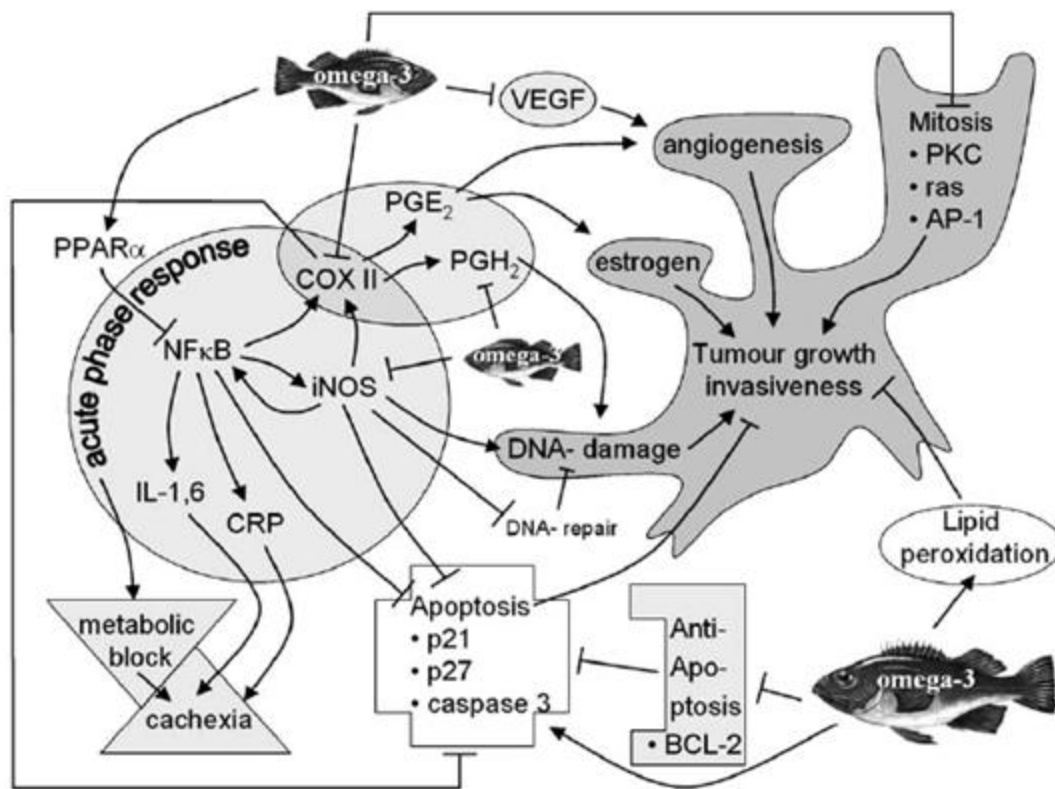 omega-3
VEGF
angiogenesis
Mitosis
• PKC
• ras
• AP-1
PGE2
PPARα
acute phase response
COX II
PGH2
estrogen
NFκB
iNOS
omega-3
Tumour growth
invasiveness
DNA- damage
IL-1,6
CRP
DNA- repair
Lipid
peroxidation
metabolic
block
cachexia
Apoptosis
• p21
• p27
• caspase 3
Anti-
Apo-
ptosis
• BCL-2
omega-3